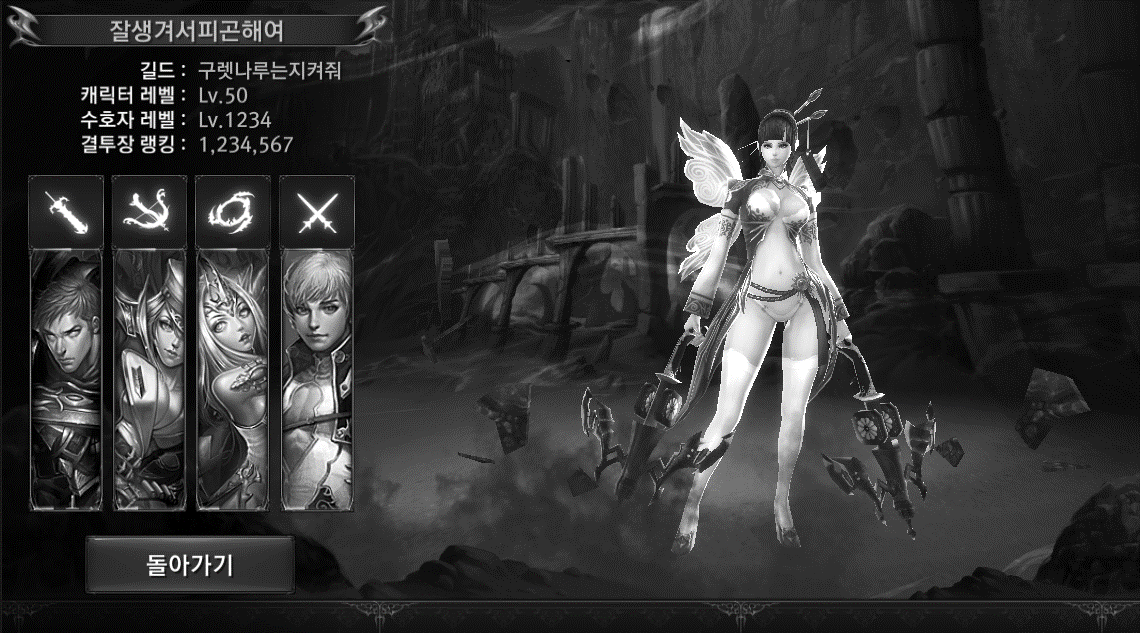 잘생겨서피곤해여
길드 : 구렛나루는지켜줘
캐릭터 레벨 : Lv.50
수호자 레벨 : Lv.1234
결투장 랭킹 : 1,234,567
돌아가기